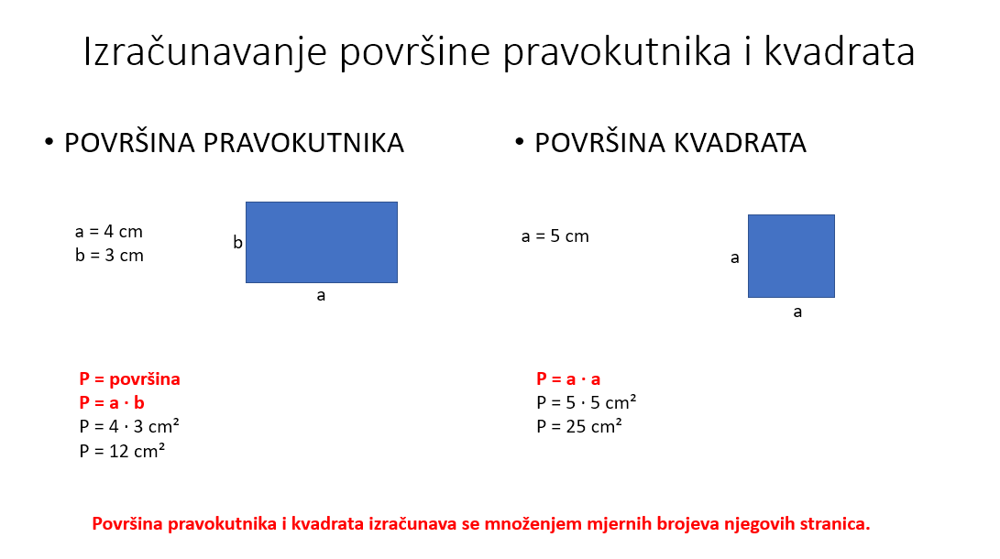 Izračunavanje površine pravokutnika i kvadrata
• POVRŠINA PRAVOKUTNIKA
a = 4 cm
b = 3 cm
b
a
P = površina
P = a · b
P = 4 · 3 cm²
P = 12 cm²
• POVRŠINA KVADRATA
a = 5 cm
a
a
P = a · a
P = 5 · 5 cm²
P = 25 cm²
Površina pravokutnika i kvadrata izračunava se množenjem mjernih brojeva njegovih stranica.